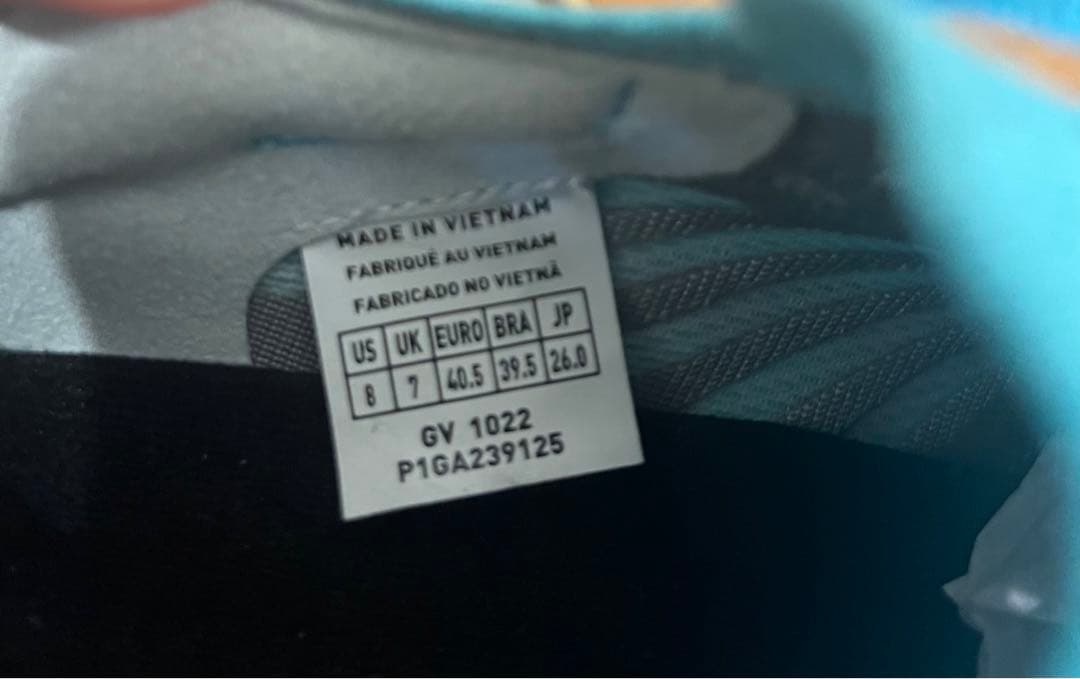 MADE IN VIETNAM
FABRIQUÉ AU VIETNAM
FABRICADO NO VIETNÃ
US UK EURO BRA JP
8 7 40.5 39.5 26.0
GV 1022
P1GA239125